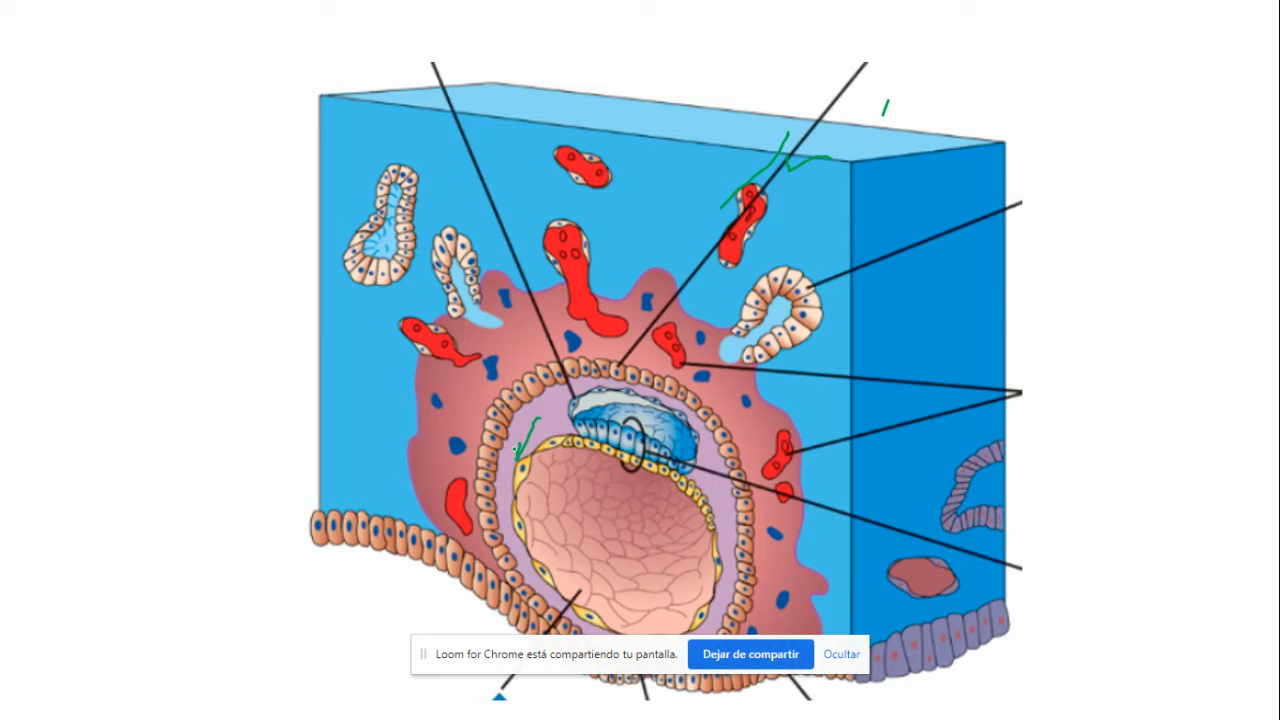 Loom for Chrome está compartiendo tu pantalla.
Dejar de compartir
Ocultar